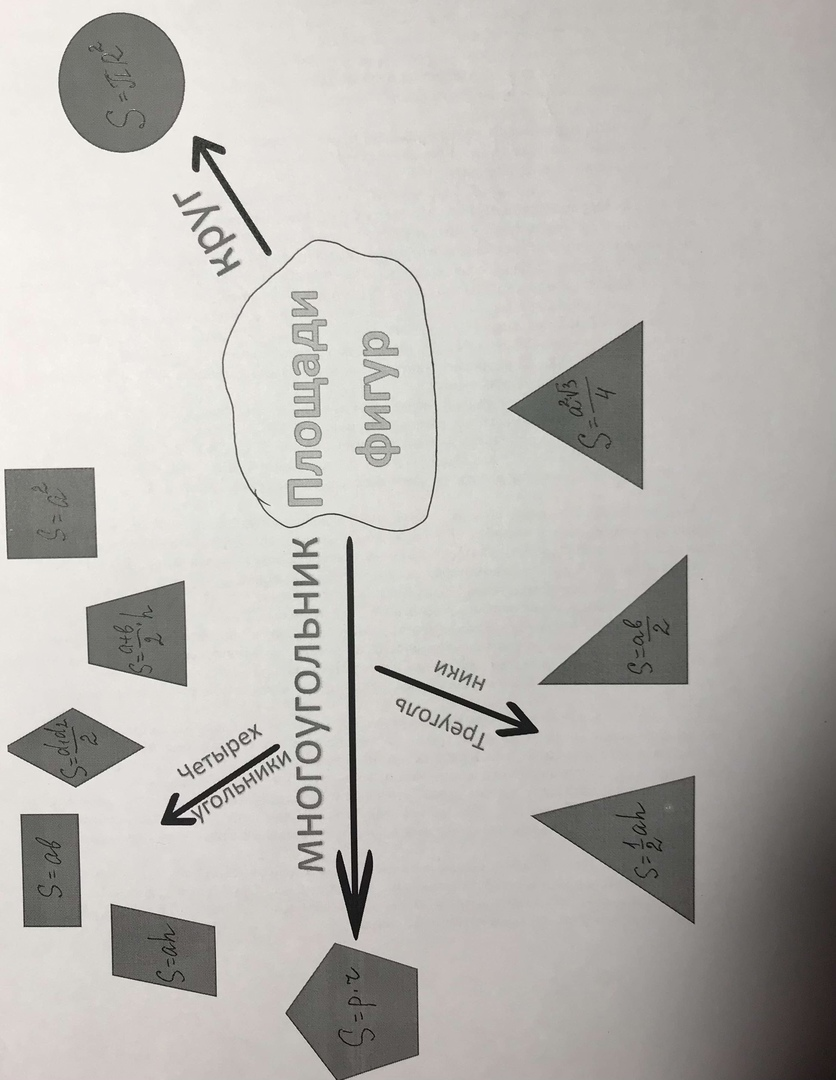 Площади
фигур
круг
S=πR²
многоугольник
S=p·r
Четырех
угольники
S=a²
S=a+b/2·h
S=d₁d₂/2
S=ab
S=ah
Треуголь
ники
S=a²√3/4
S=ab/2
S=1/2ah